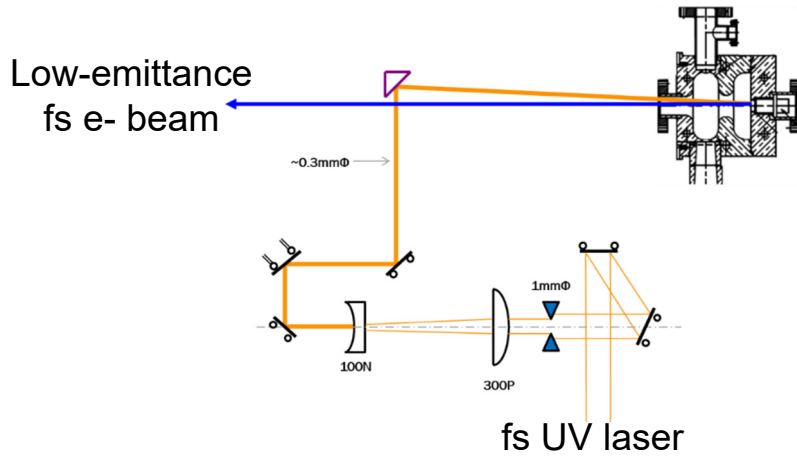 Low-emittance
fs e- beam
~0.3mmΦ
1mmΦ
100N
300P
fs UV laser